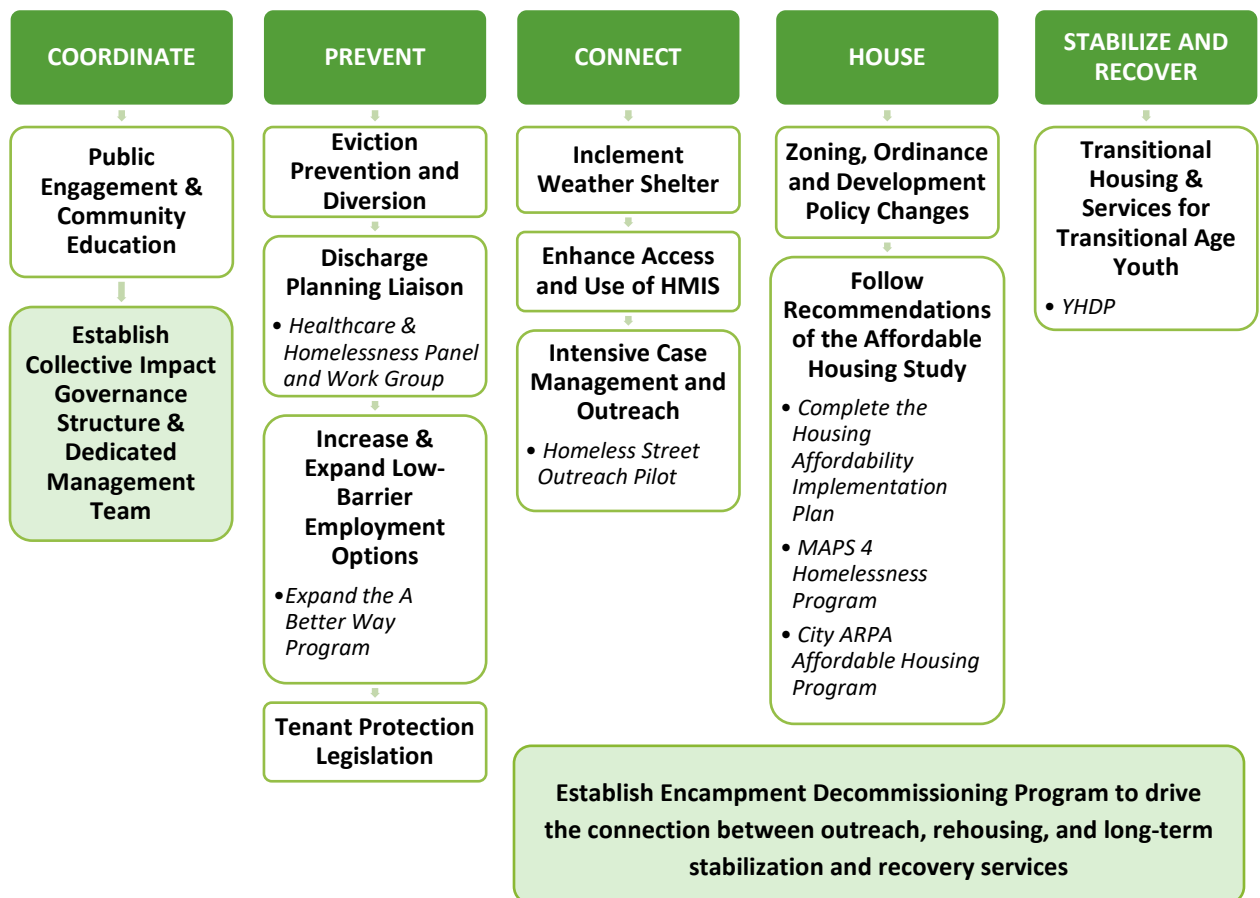 COORDINATE
Public
Engagement &
Community
Education
Establish
Collective Impact
Governance
Structure &
Dedicated
Management
Team
PREVENT
Eviction
Prevention and
Diversion
Discharge
Planning Liaison
• Healthcare &
Homelessness Panel
and Work Group
Increase &
Expand Low-
Barrier
Employment
Options
• Expand the A
Better Way
Program
Tenant Protection
Legislation
CONNECT
Inclement
Weather Shelter
Enhance Access
and Use of HMIS
Intensive Case
Management and
Outreach
• Homeless Street
Outreach Pilot
HOUSE
Zoning, Ordinance
and Development
Policy Changes
Follow
Recommendations
of the Affordable
Housing Study
• Complete the
Housing
Affordability
Implementation
Plan
• MAPS 4
Homelessness
Program
• City ARPA
Affordable Housing
Program
STABILIZE AND
RECOVER
Transitional
Housing &
Services for
Transitional Age
Youth
• YHDP
Establish Encampment Decommissioning Program to drive
the connection between outreach, rehousing, and long-term
stabilization and recovery services